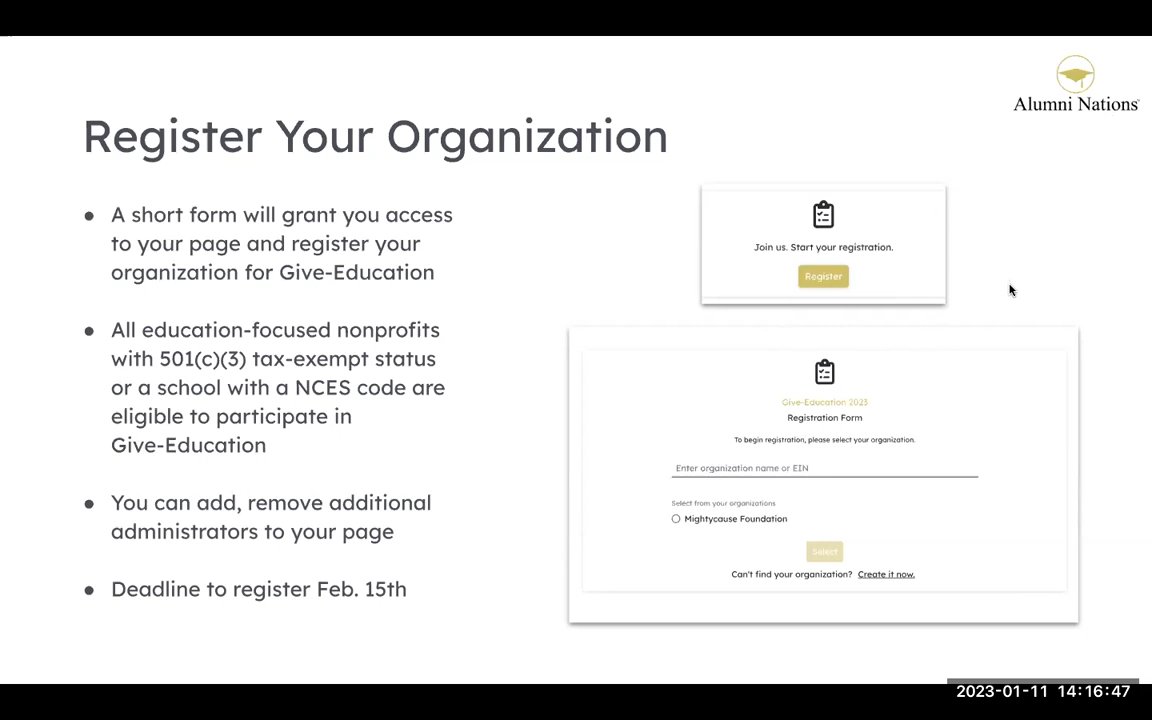 Alumni Nations
Register Your Organization
● A short form will grant you access
to your page and register your
organization for Give-Education
● All education-focused nonprofits
with 501(c)(3) tax-exempt status
or a school with a NCES code are
eligible to participate in
Give-Education
● You can add, remove additional
administrators to your page
● Deadline to register Feb. 15th
Join us. Start your registration.
Register
Give-Education 2023
Registration Form
To begin registration, please select your organization.
Enter organization name or EIN
Select from your organizations
Mightycause Foundation
Select
Can't find your organization? Create it now.
2023-01-11 14:16:47